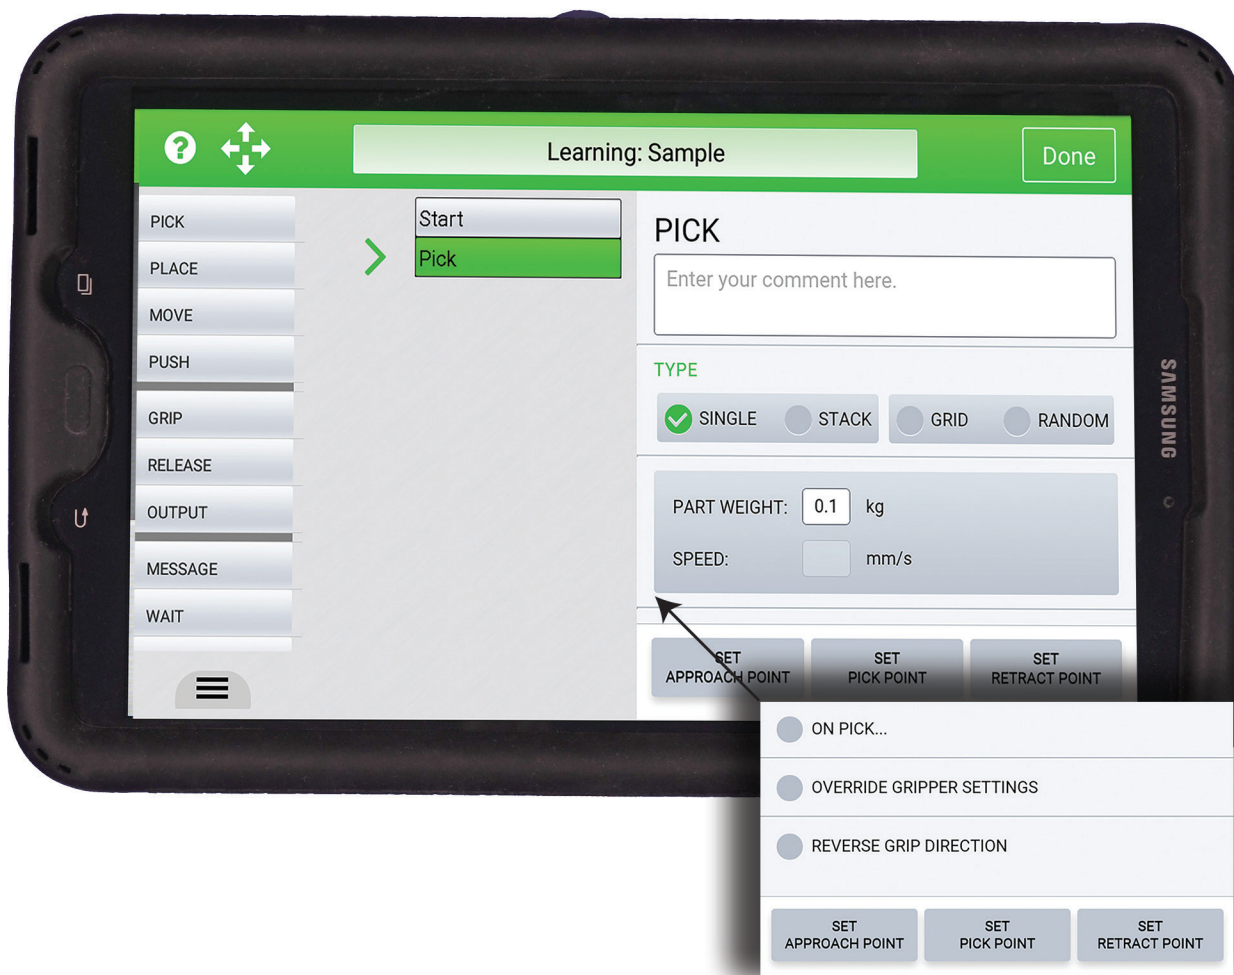 Learning: Sample
Done
PICK
PLACE
MOVE
PUSH
GRIP
RELEASE
OUTPUT
MESSAGE
WAIT
Start
Pick
PICK
Enter your comment here.
TYPE
SINGLE STACK GRID RANDOM
PART WEIGHT: 0.1 kg
SPEED: mm/s
SET
APPROACH POINT
SET
PICK POINT
SET
RETRACT POINT
SAMSUNG
ON PICK...
OVERRIDE GRIPPER SETTINGS
REVERSE GRIP DIRECTION
SET
APPROACH POINT
SET
PICK POINT
SET
RETRACT POINT